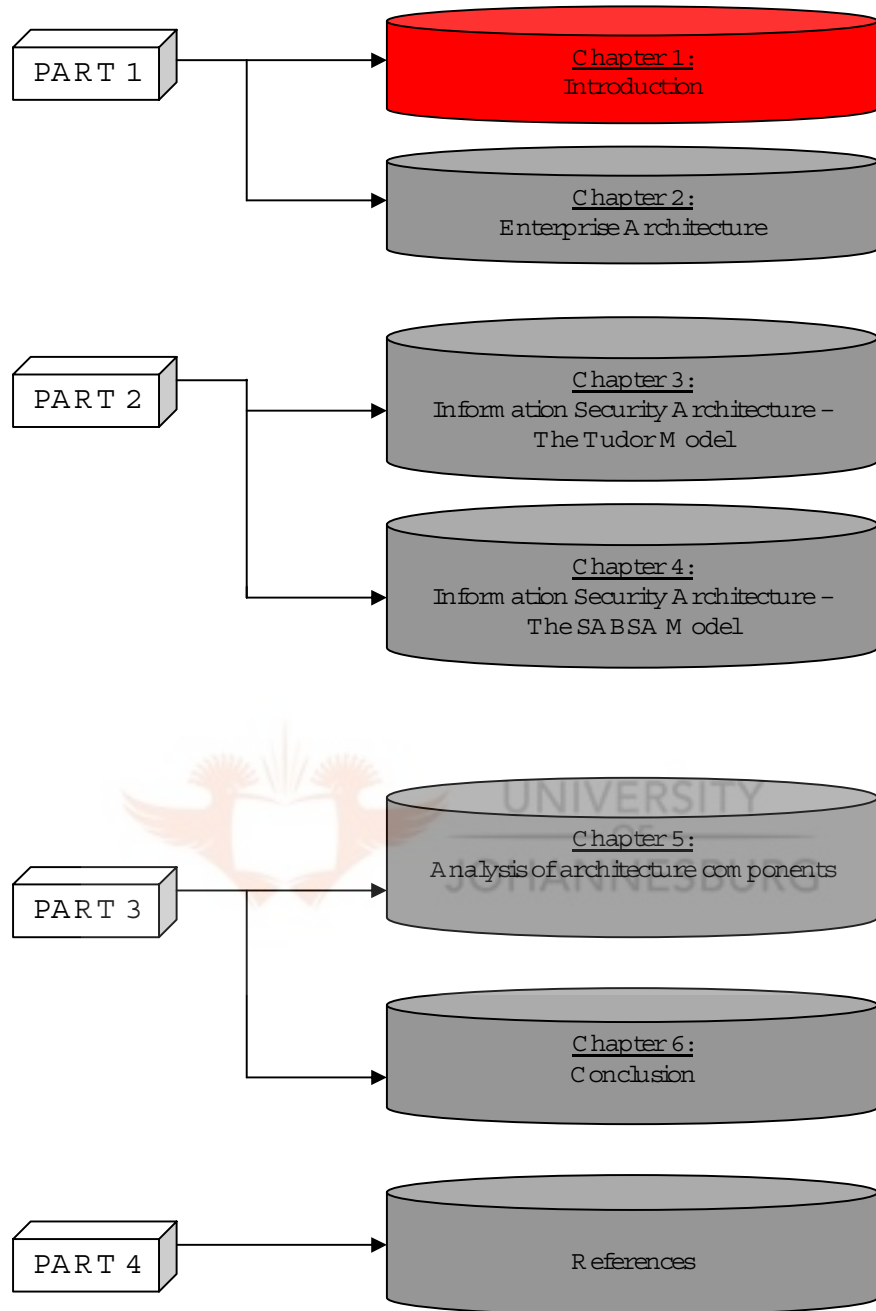 PART 1
Chapter 1:
Introduction
Chapter 2:
Enterprise Architecture
PART 2
Chapter 3:
Information Security Architecture –
The Tudor Model
Chapter 4:
Information Security Architecture –
The SABSA Model
PART 3
UNIVERSITY
OF
JOHANNESBURG
Chapter 5:
Analysis of architecture components
Chapter 6:
Conclusion
PART 4
References